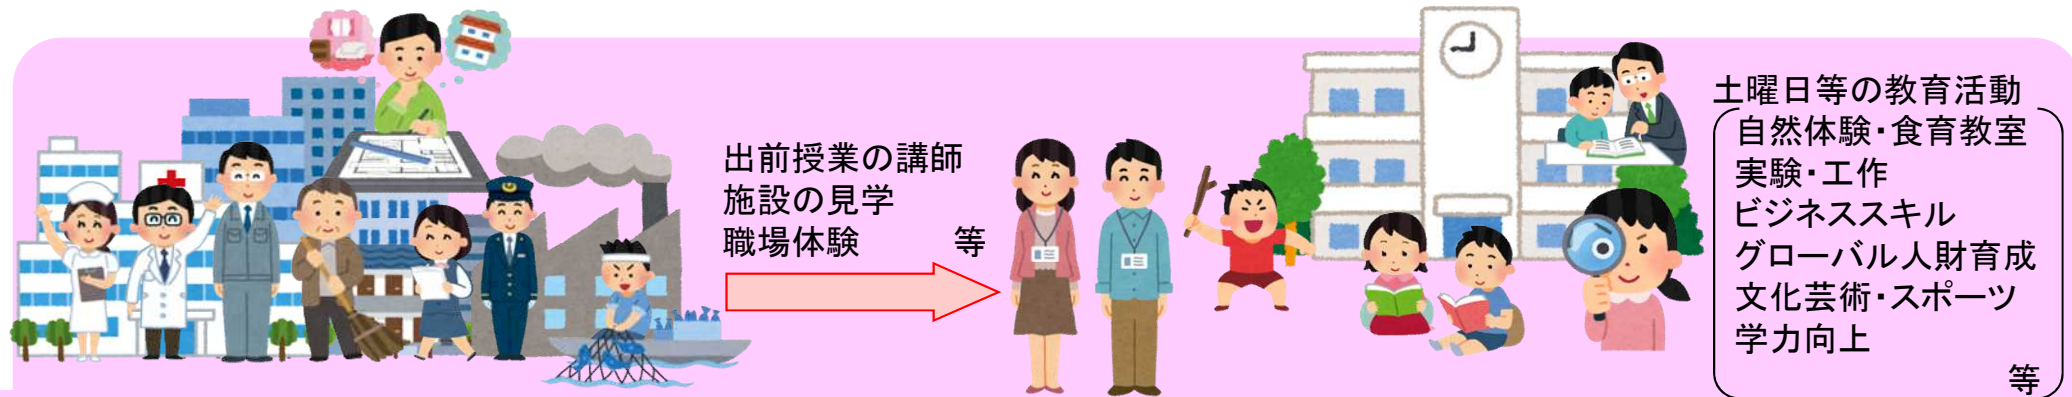 出前授業の講師
施設の見学
職場体験　　　等
土曜日等の教育活動
自然体験・食育教室
実験・工作
ビジネススキル
グローバル人財育成
文化芸術・スポーツ
学力向上
等